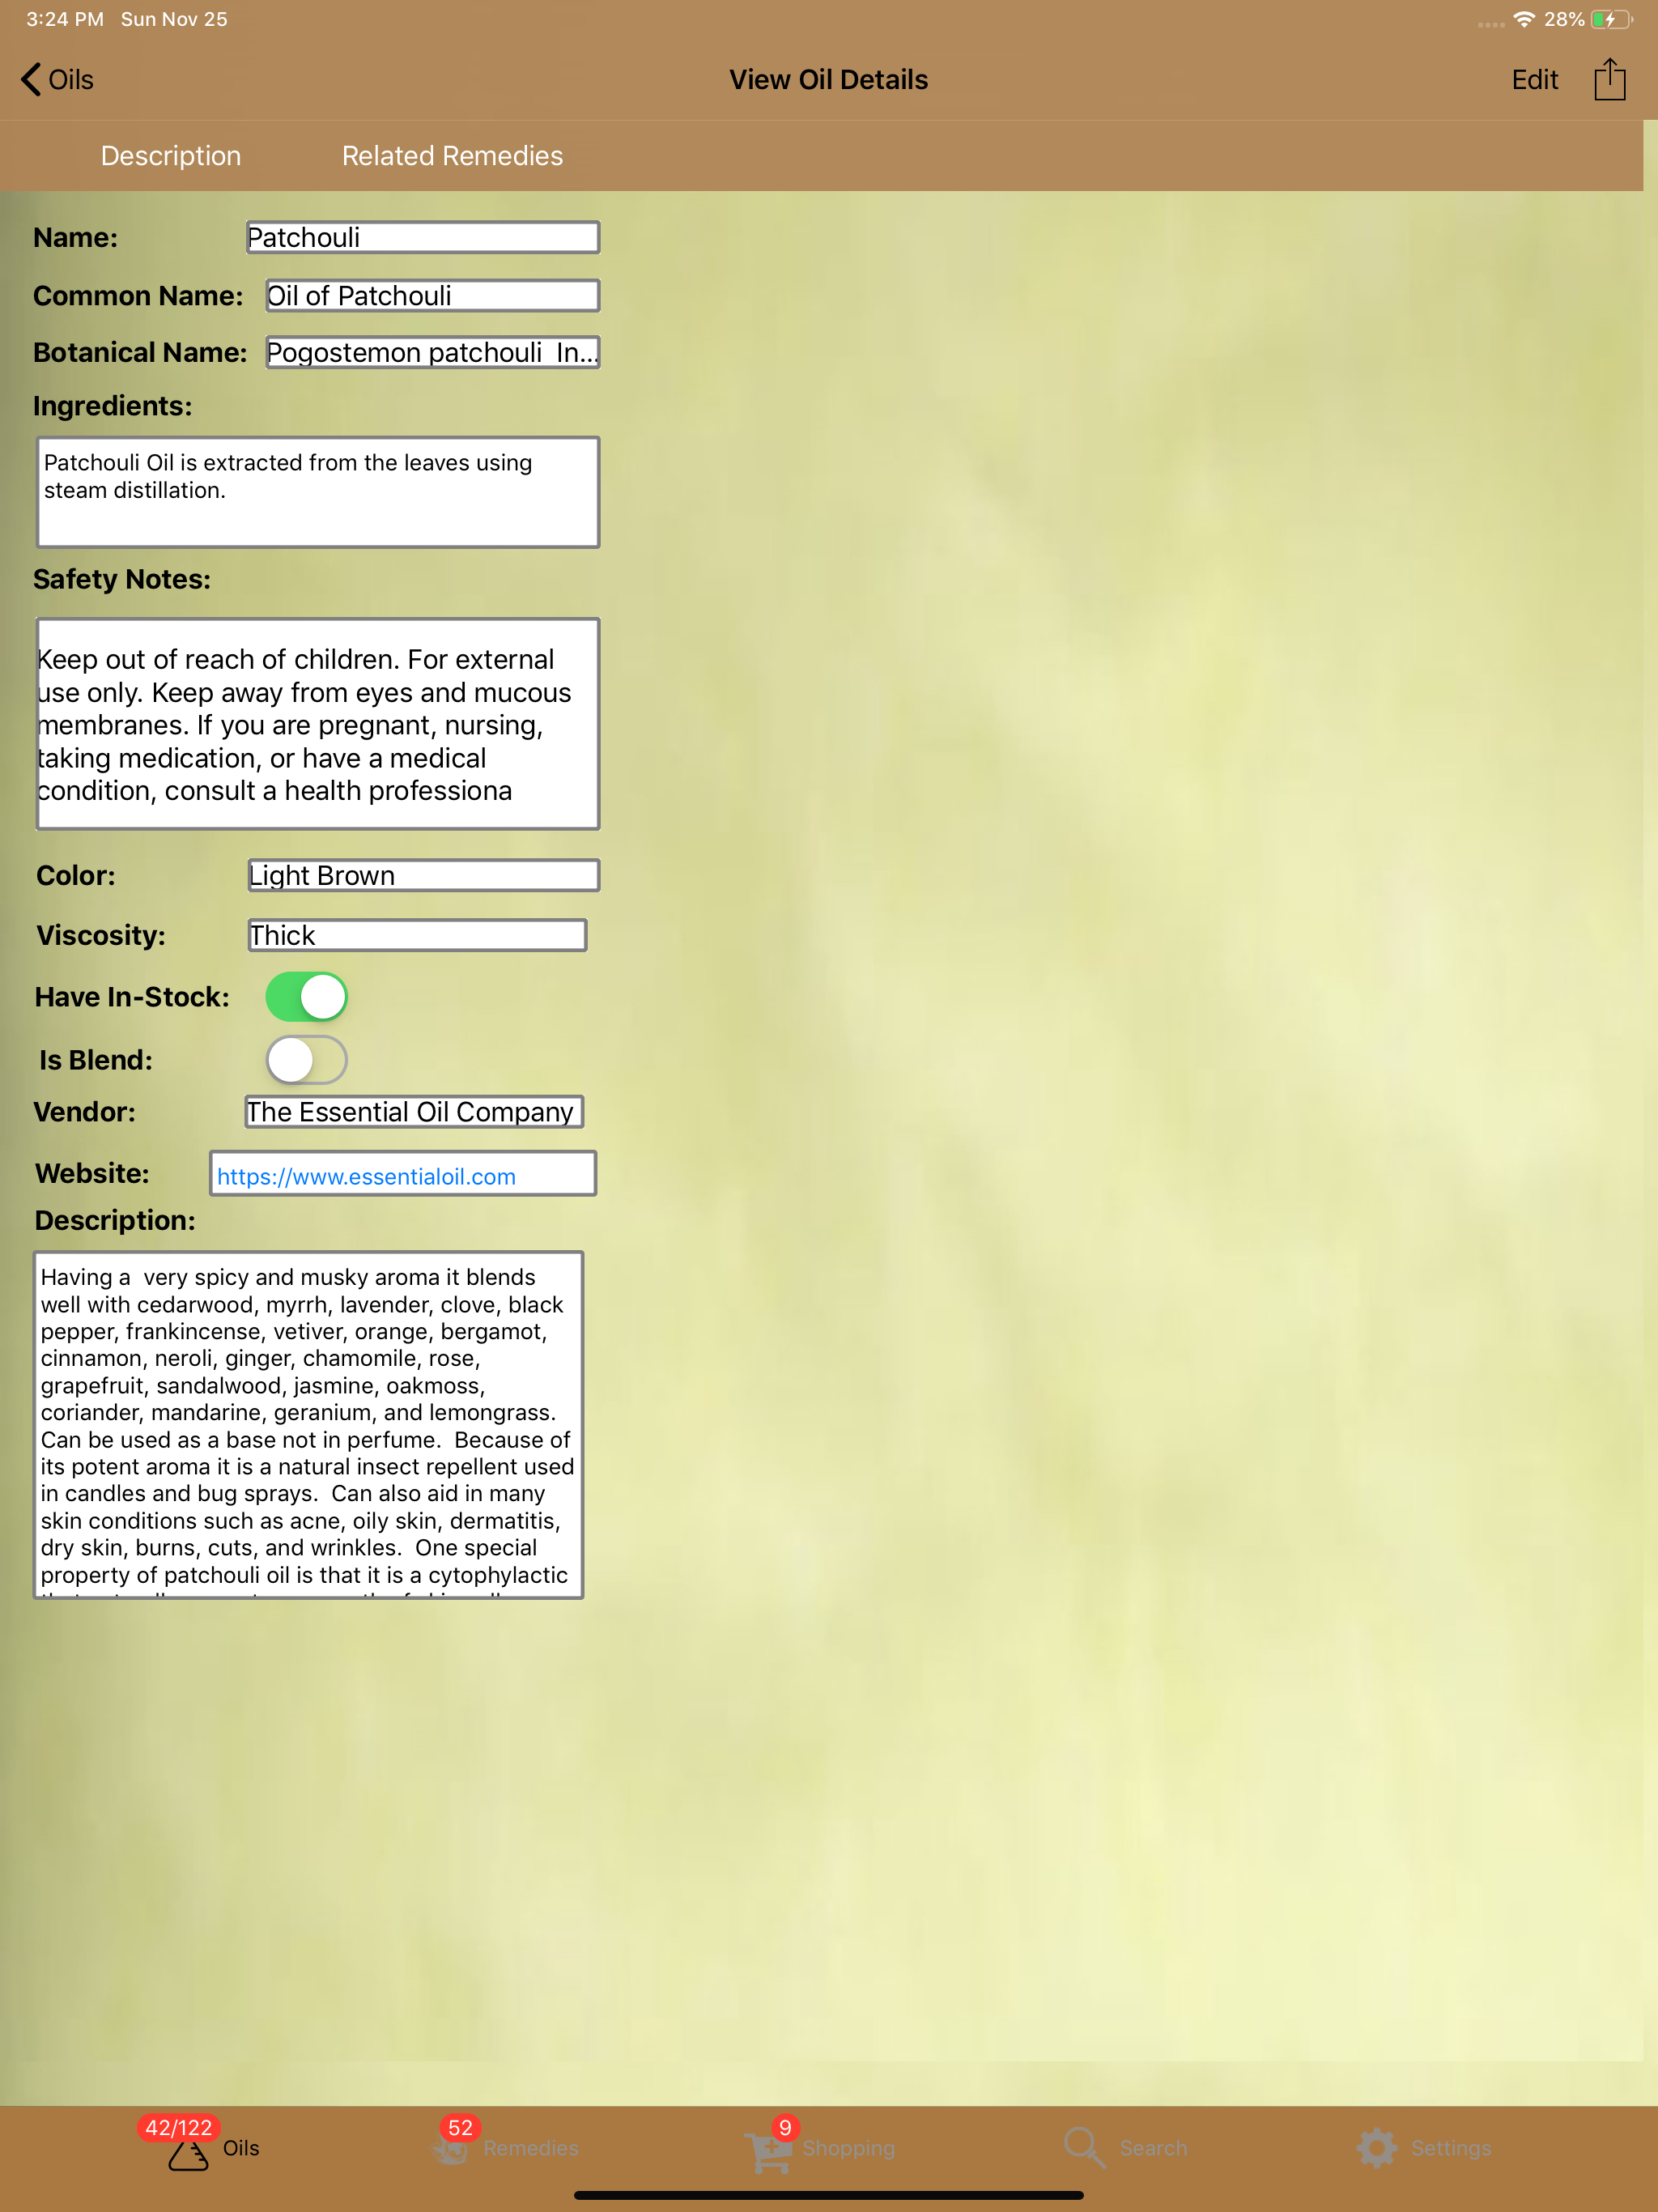 3:24 PM Sun Nov 25
28%
Oils
View Oil Details
Edit
Description
Related Remedies
Name:
Patchouli
Common Name:
Oil of Patchouli
Botanical Name:
Pogostemon patchouli In...
Ingredients:
Patchouli Oil is extracted from the leaves using
steam distillation.
Safety Notes:
Keep out of reach of children. For external
use only. Keep away from eyes and mucous
membranes. If you are pregnant, nursing,
taking medication, or have a medical
condition, consult a health professiona
Color:
Light Brown
Viscosity:
Thick
Have In-Stock:
Is Blend:
Vendor:
The Essential Oil Company
Website:
https://www.essentialoil.com
Description:
Having a very spicy and musky aroma it blends
well with cedarwood, myrrh, lavender, clove, black
pepper, frankincense, vetiver, orange, bergamot,
cinnamon, neroli, ginger, chamomile, rose,
grapefruit, sandalwood, jasmine, oakmoss,
coriander, mandarine, geranium, and lemongrass.
Can be used as a base not in perfume. Because of
its potent aroma it is a natural insect repellent used
in candles and bug sprays. Can also aid in many
skin conditions such as acne, oily skin, dermatitis,
dry skin, burns, cuts, and wrinkles. One special
property of patchouli oil is that it is a cytophylactic
42/122
Oils
52
Remedies
9
Shopping
Search
Settings